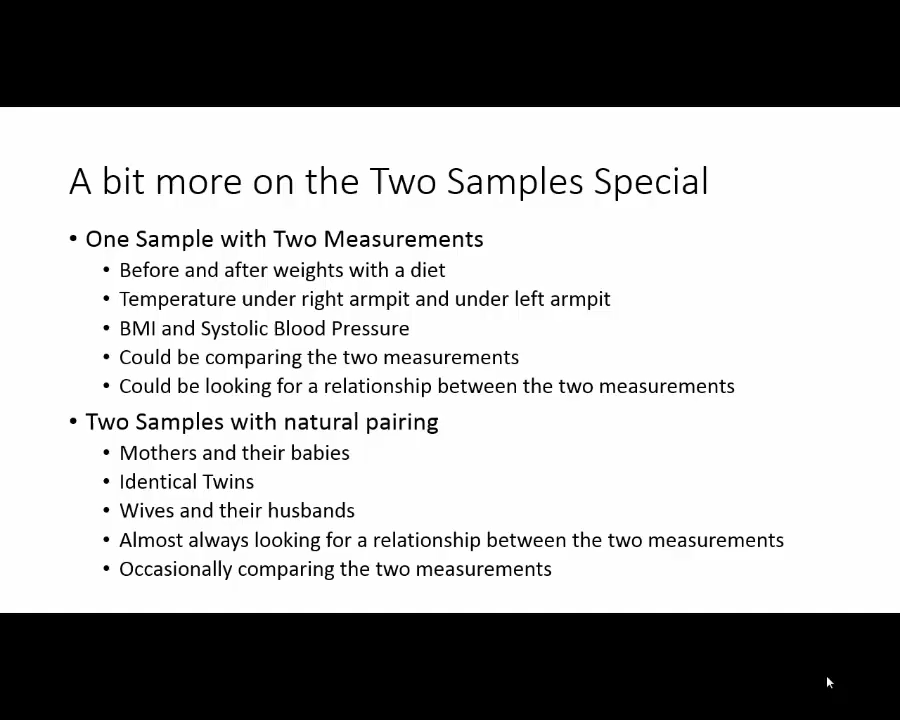 A bit more on the Two Samples Special
• One Sample with Two Measurements
• Before and after weights with a diet
• Temperature under right armpit and under left armpit
• BMI and Systolic Blood Pressure
• Could be comparing the two measurements
• Could be looking for a relationship between the two measurements
• Two Samples with natural pairing
• Mothers and their babies
• Identical Twins
• Wives and their husbands
• Almost always looking for a relationship between the two measurements
• Occasionally comparing the two measurements